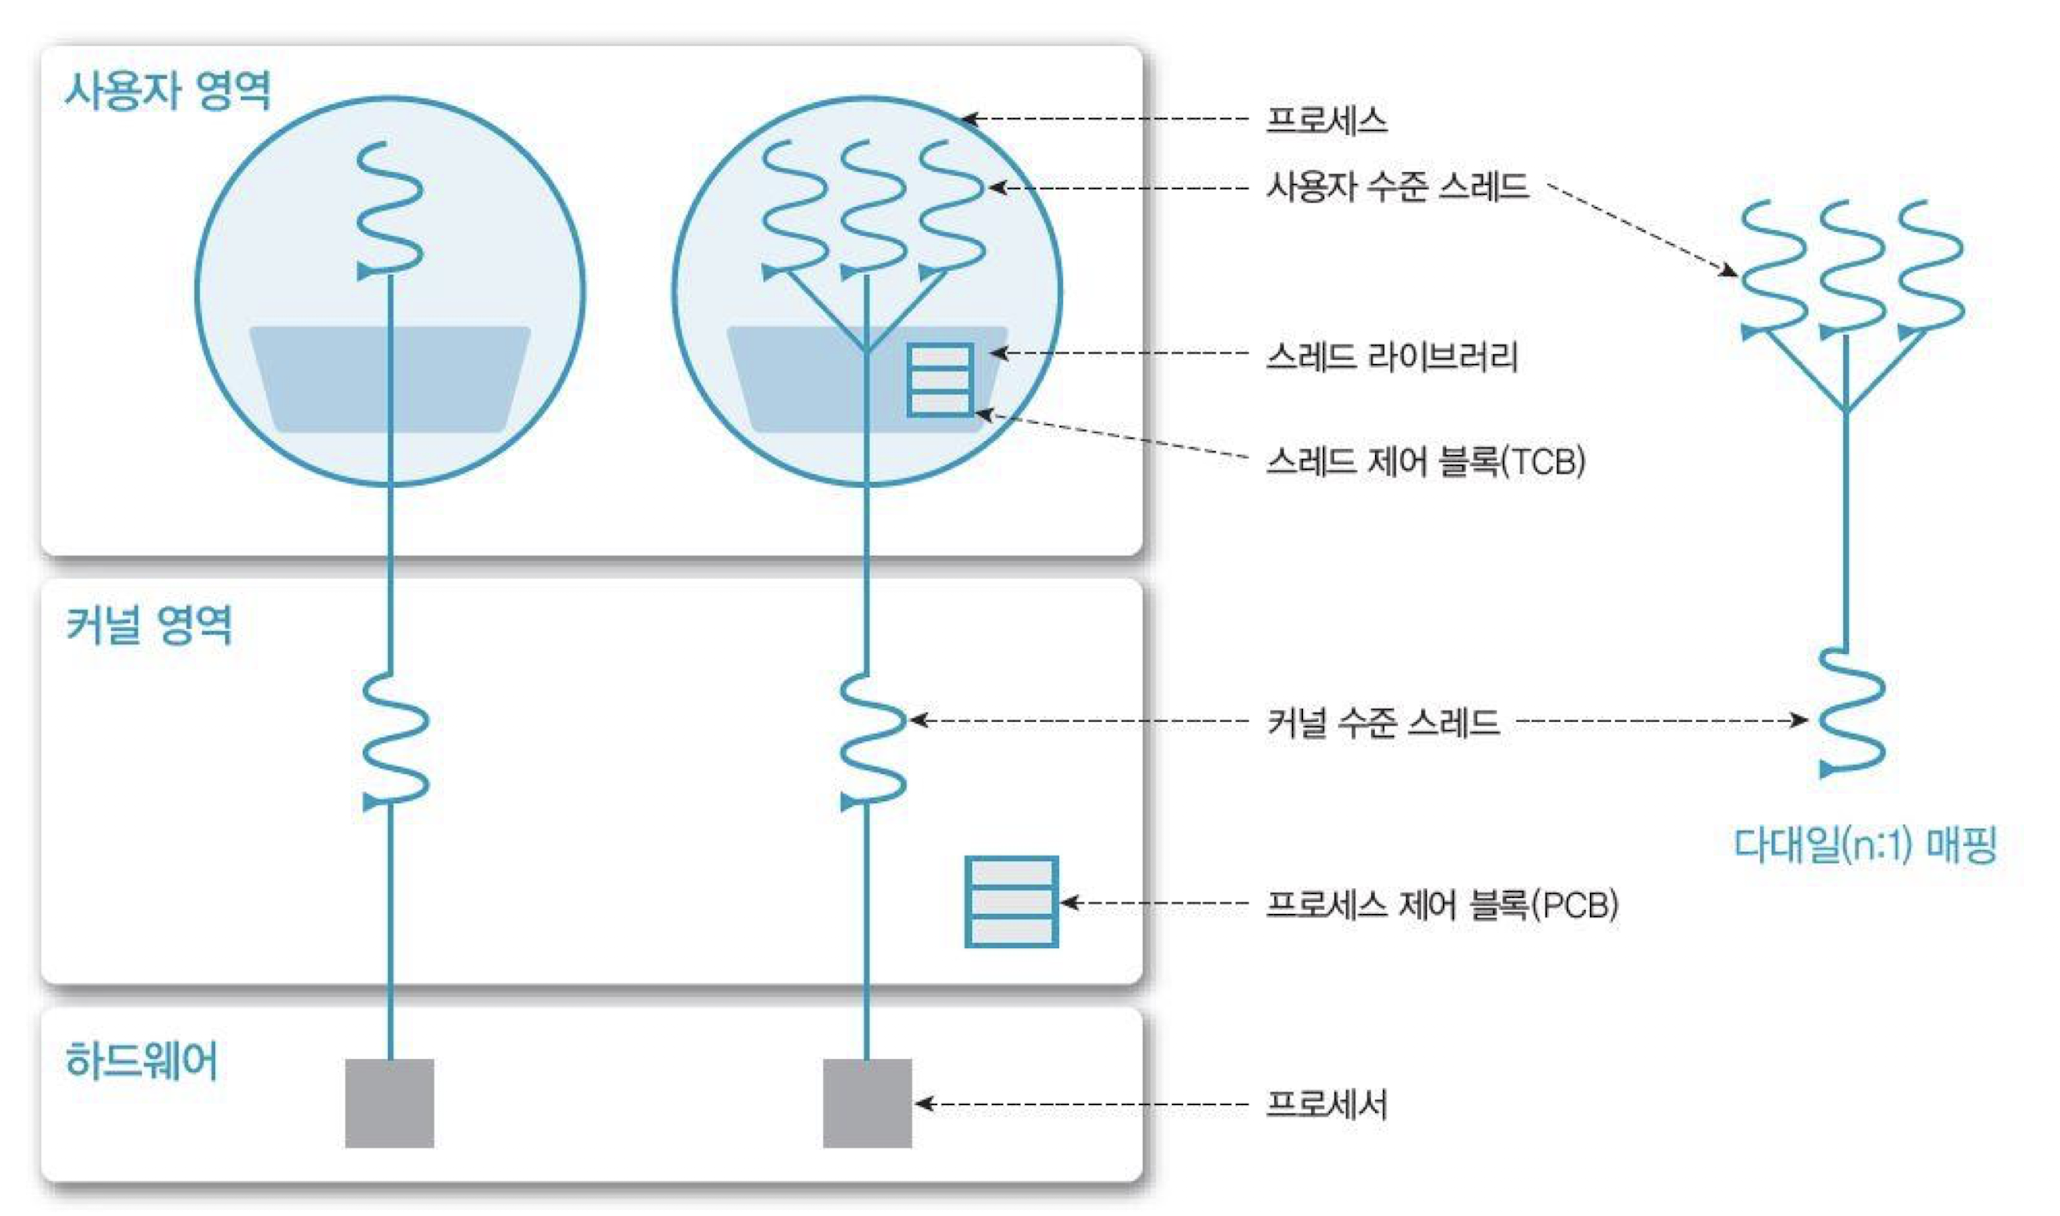 사용자 영역
프로세스
사용자 수준 스레드
스레드 라이브러리
스레드 제어 블록(TCB)
커널 영역
커널 수준 스레드
다대일(n:1) 매핑
프로세스 제어 블록(PCB)
하드웨어
프로세서